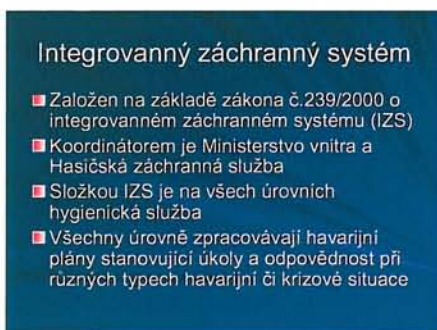 Integrovanný záchranný systém
Založen na základě zákona č.239/2000 o
integrovanném záchranném systému (IZS)
Koordinátorem je Ministerstvo vnitra a
Hasičská záchranná služba
Složkou IZS je na všech úrovních
hygienická služba
Všechny úrovně zpracovávají havarijní
plány stanovující úkoly a odpovědnost při
různých typech havarijní či krizové situace